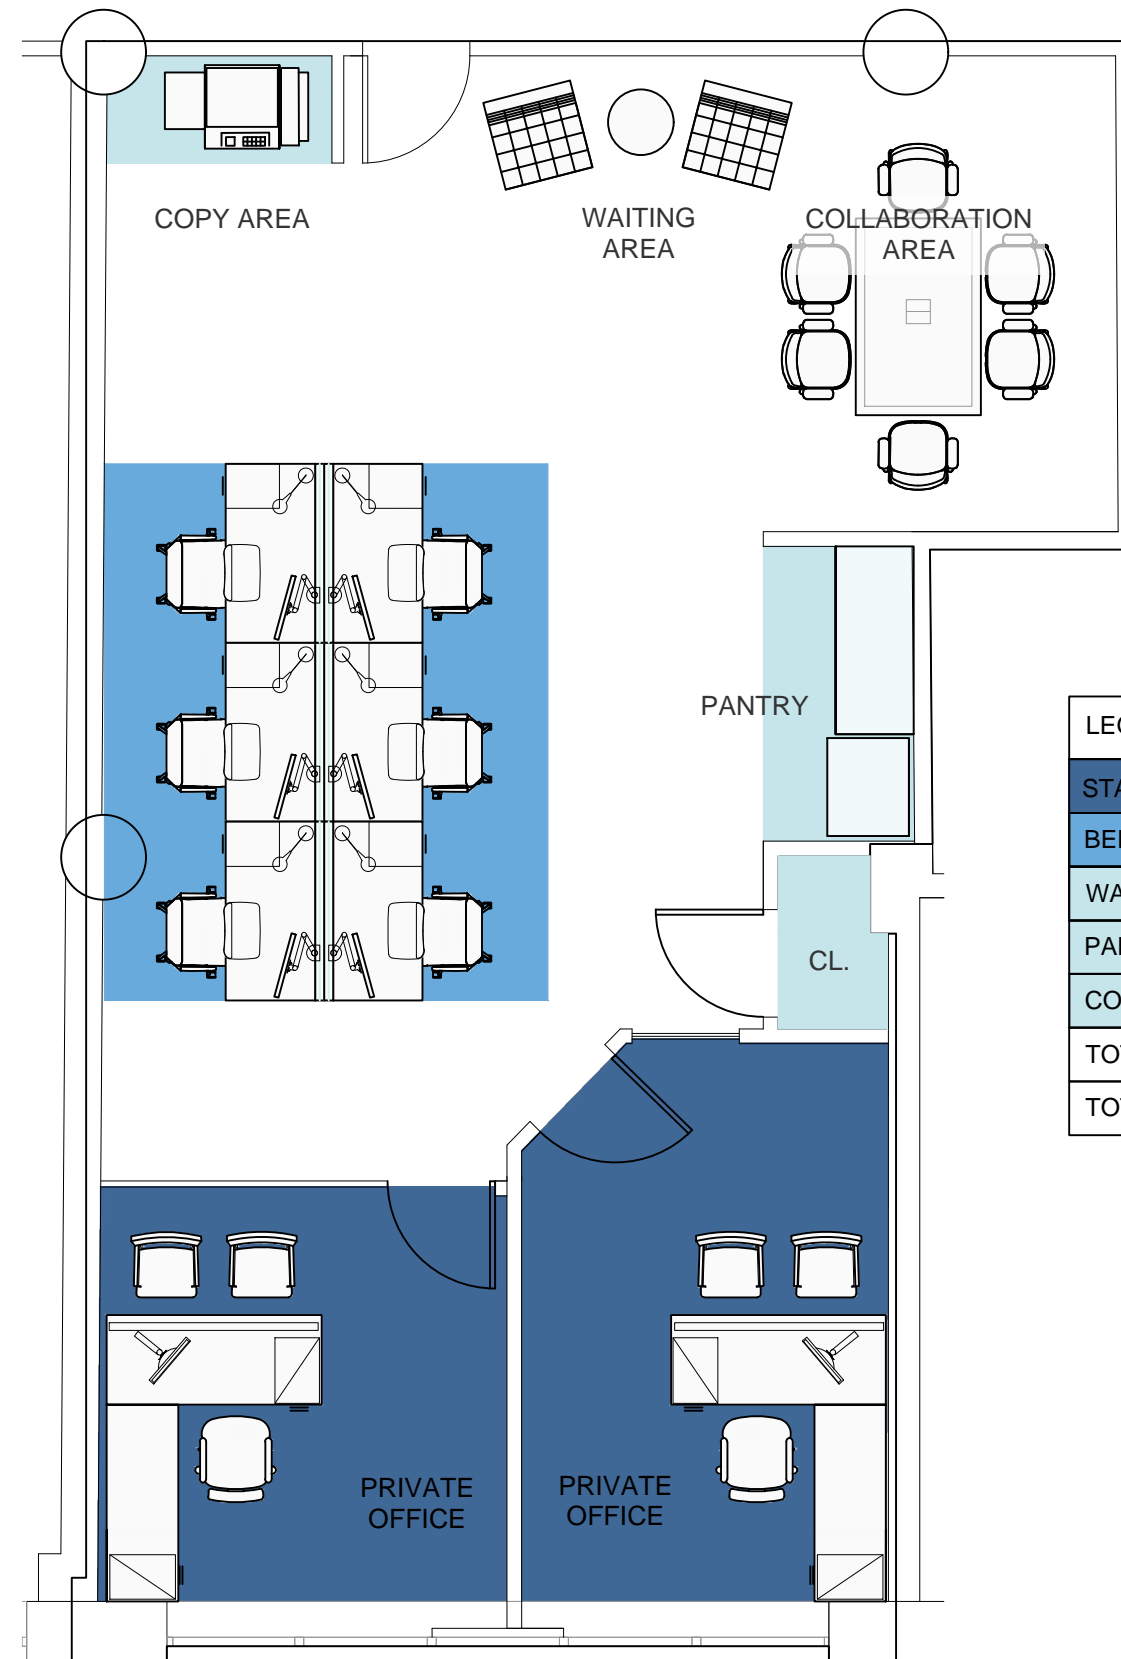 COPY AREA
WAITING
AREA
COLLABORATION
AREA
PANTRY
CL.
PRIVATE
OFFICE
PRIVATE
OFFICE